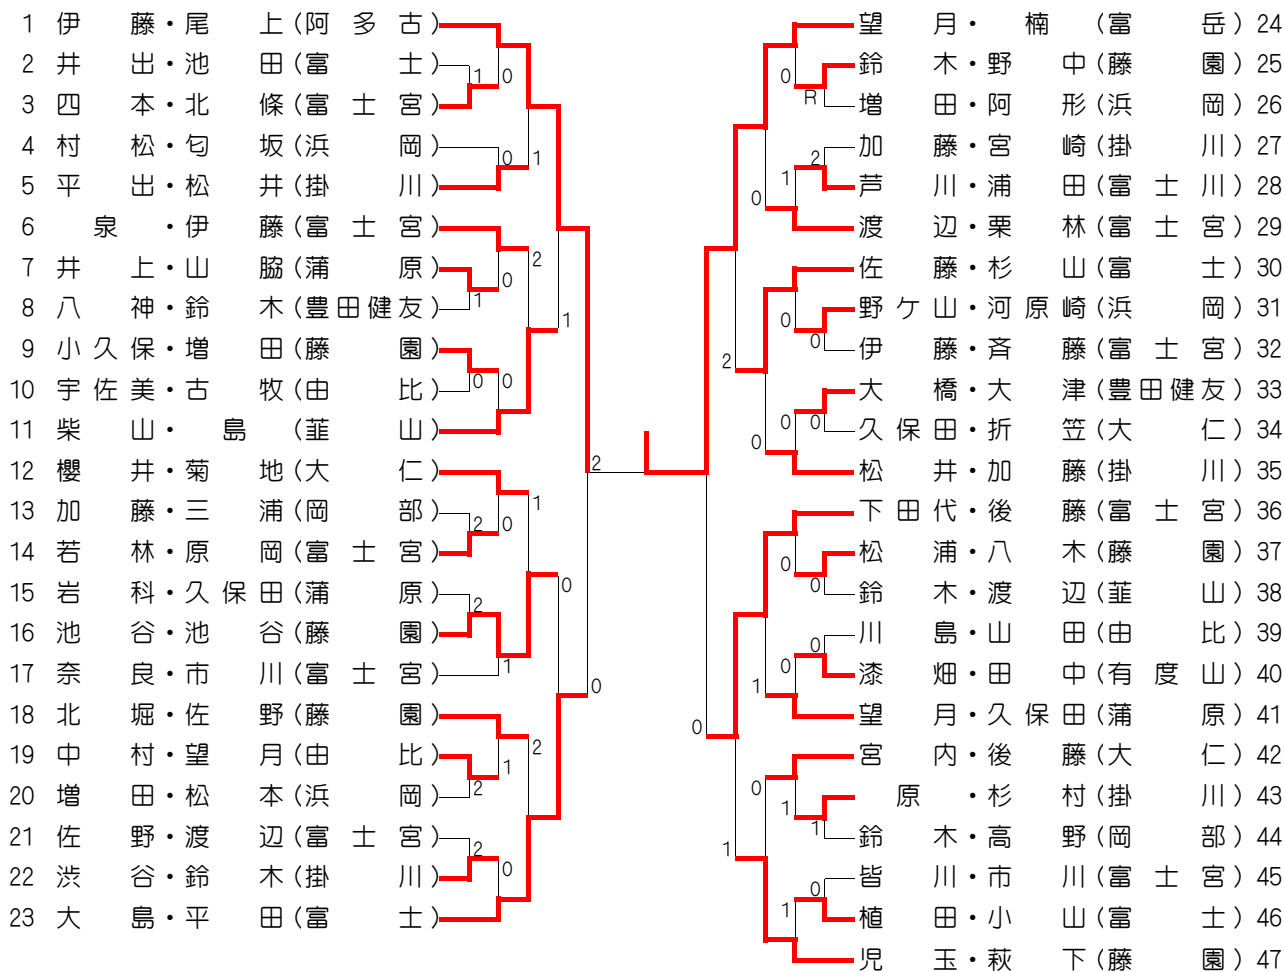 1 伊藤・尾上(阿多古)
2 井出・池田(富士)
3 四本・北條(富士宮)
4 村松・匂坂(浜岡)
5 平出・松井(掛川)
6 泉・伊藤(富士宮)
7 井上・山脇(蒲原)
8 八神・鈴木(豊田健友)
9 小久保・増田(藤園)
10 宇佐美・古牧(由比)
11 柴山・島(韮山)
12 櫻井・菊地(大仁)
13 加藤・三浦(岡部)
14 若林・原岡(富士宮)
15 岩科・久保田(蒲原)
16 池谷・池谷(藤園)
17 奈良・市川(富士宮)
18 北堀・佐野(藤園)
19 中村・望月(由比)
20 増田・松本(浜岡)
21 佐野・渡辺(富士宮)
22 渋谷・鈴木(掛川)
23 大島・平田(富士)
1 0
0 1
0 2
1 1
0 0
2
1
2 0
0
2
1
0
2
1
2
2
0
望月・楠(富岳) 24
鈴木・野中(藤園) 25
増田・阿形(浜岡) 26
加藤・宮崎(掛川) 27
芦川・浦田(富士川) 28
渡辺・栗林(富士宮) 29
佐藤・杉山(富士) 30
野ケ山・河原崎(浜岡) 31
伊藤・斉藤(富士宮) 32
大橋・大津(豊田健友) 33
久保田・折笠(大仁) 34
松井・加藤(掛川) 35
下田代・後藤(富士宮) 36
松浦・八木(藤園) 37
鈴木・渡辺(韮山) 38
川島・山田(由比) 39
漆畑・田中(有度山) 40
望月・久保田(蒲原) 41
宮内・後藤(大仁) 42
原・杉村(掛川) 43
鈴木・高野(岡部) 44
皆川・市川(富士宮) 45
植田・小山(富士) 46
児玉・萩下(藤園) 47
0
R
2
1
0
0
0
2
0 0
0
0
0
0
0
1
0
0
1
1
1
0
1